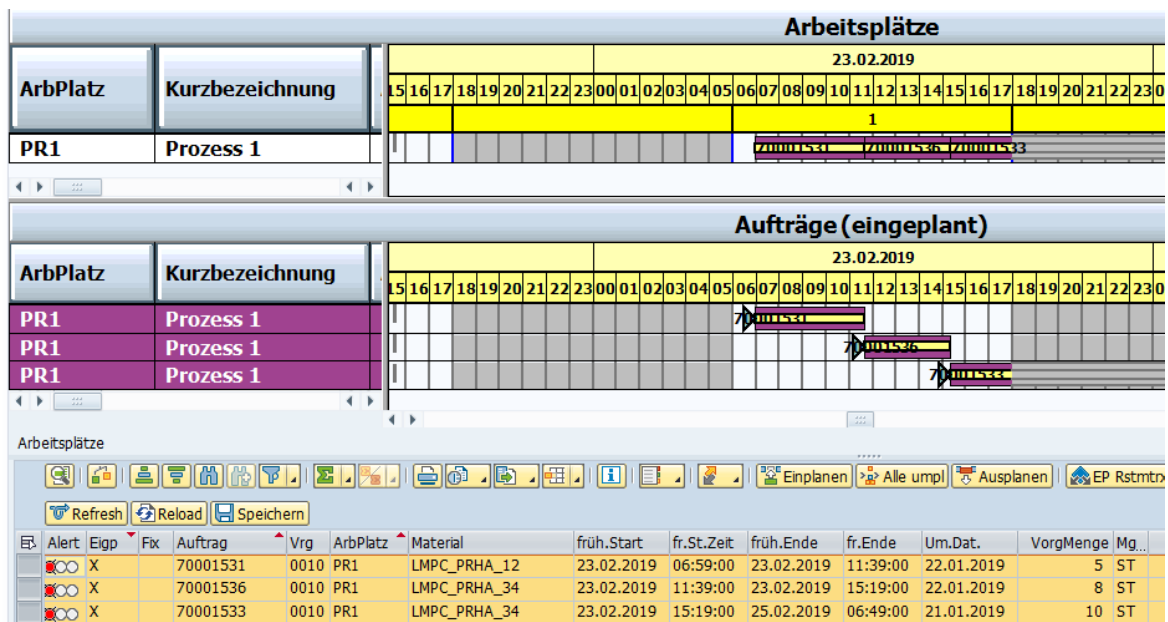 Arbeitsplätze
ArbPlatz Kurzbezeichnung 23.02.2019
15 16 17 18 19 20 21 22 23 00 01 02 03 04 05 06 07 08 09 10 11 12 13 14 15 16 17 18 19 20 21 22 23 0
1
PR1 Prozess 1 70001531 70001536 70001533
Aufträge (eingeplant)
ArbPlatz Kurzbezeichnung 23.02.2019
15 16 17 18 19 20 21 22 23 00 01 02 03 04 05 06 07 08 09 10 11 12 13 14 15 16 17 18 19 20 21 22 23 0
PR1 Prozess 1 70001531
PR1 Prozess 1 70001536
PR1 Prozess 1 70001533
Arbeitsplätze
Einplanen Alle umpl Ausplanen EP Rstmtrx
Refresh Reload Speichern
Alert Eigp Fix Auftrag Vrg ArbPlatz Material früh.Start fr.St.Zeit früh.Ende fr.Ende Um.Dat. VorgMenge Mg...
X 70001531 0010 PR1 LMPC_PRHA_12 23.02.2019 06:59:00 23.02.2019 11:39:00 22.01.2019 5 ST
X 70001536 0010 PR1 LMPC_PRHA_34 23.02.2019 11:39:00 23.02.2019 15:19:00 22.01.2019 8 ST
X 70001533 0010 PR1 LMPC_PRHA_34 23.02.2019 15:19:00 25.02.2019 06:49:00 21.01.2019 10 ST